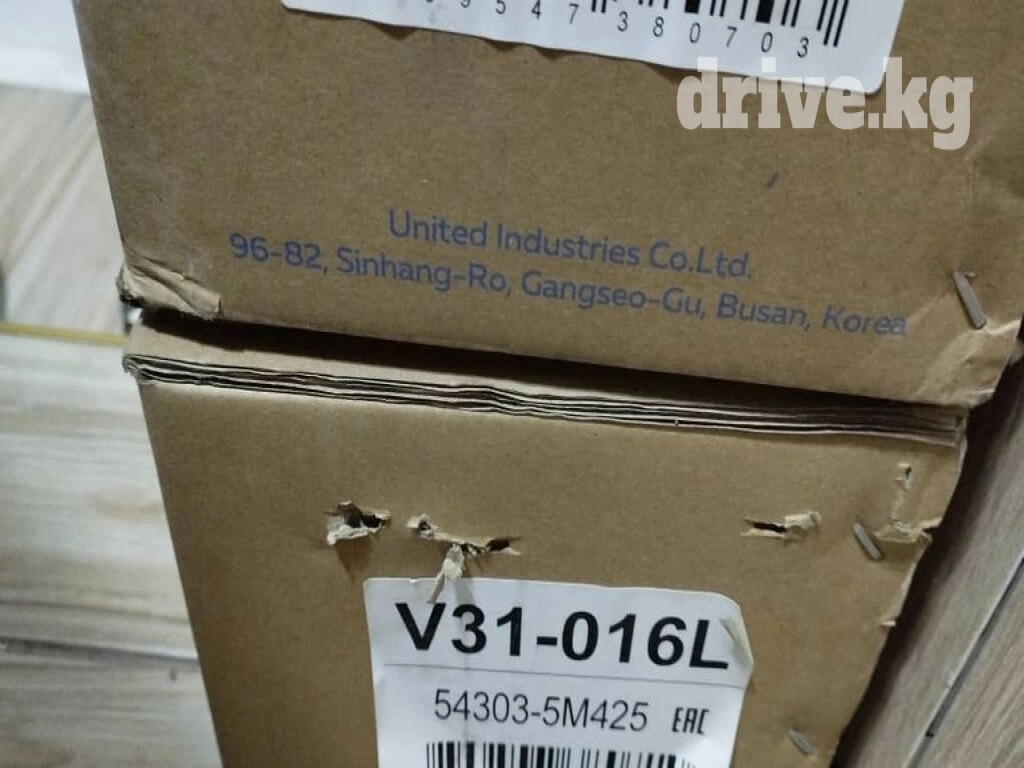 9547380703
drive.kg
United Industries Co.Ltd.
96-82, Sinhang-Ro, Gangseo-Gu, Busan, Korea
V31-016L
54303-5M425 EAC